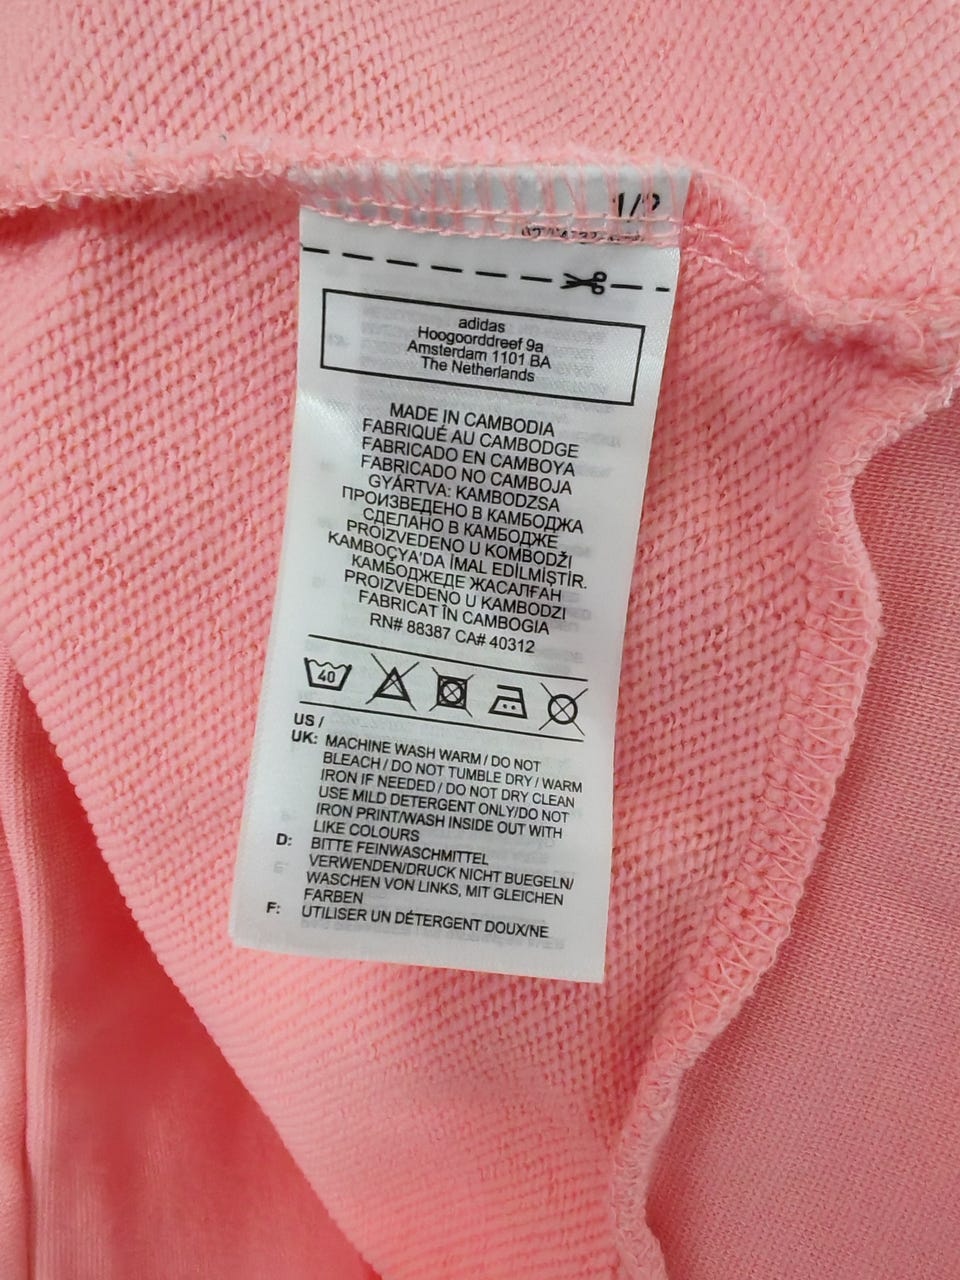 1/2
adidas
Hoogoorddreef 9a
Amsterdam 1101 BA
The Netherlands
MADE IN CAMBODIA
FABRIQUÉ AU CAMBODGE
FABRICADO EN CAMBOYA
FABRICADO NO CAMBOJA
GYÁRTVA: KAMBODZSA
ПРОИЗВЕДЕНО В КАМБОДЖА
СДЕЛАНО В КАМБОДЖЕ
PROIZVEDENO U KOMBODŽI
KAMBOÇYA'DA İMAL EDİLMİŞTİR.
КАМБОДЖЕДЕ ЖАСАЛҒАН
PROIZVEDENO U KAMBODZI
FABRICAT ÎN CAMBOGIA
RN# 88387 CA# 40312
40
US /
UK: MACHINE WASH WARM / DO NOT
BLEACH / DO NOT TUMBLE DRY / WARM
IRON IF NEEDED / DO NOT DRY CLEAN
USE MILD DETERGENT ONLY/DO NOT
IRON PRINT/WASH INSIDE OUT WITH
LIKE COLOURS
D: BITTE FEINWASCHMITTEL
VERWENDEN/DRUCK NICHT BUEGELN/
WASCHEN VON LINKS, MIT GLEICHEN
FARBEN
F: UTILISER UN DÉTERGENT DOUX/NE